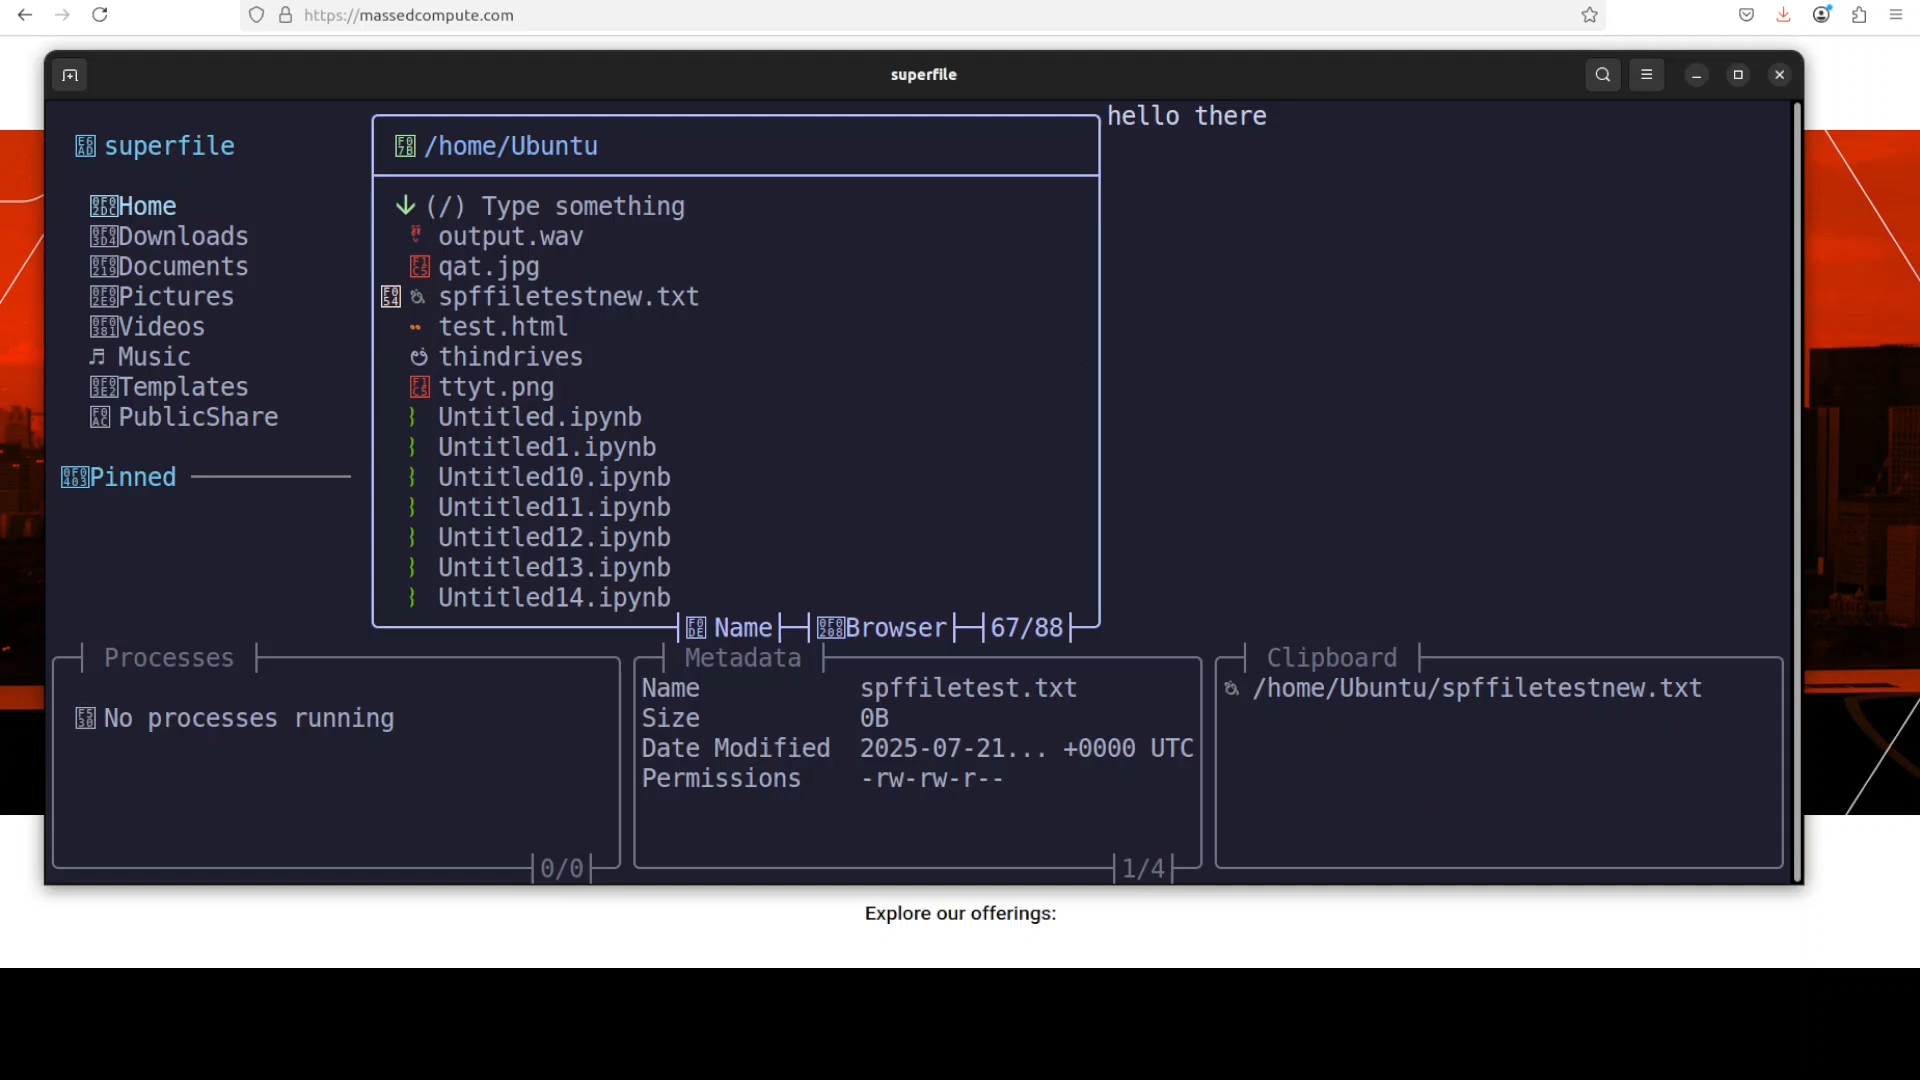 https://massedcompute.com
superfile
hello there
superfile
/home/Ubuntu
Home
Downloads
Documents
Pictures
Videos
Music
Templates
PublicShare
Pinned
(/) Type something
output.wav
qat.jpg
spffiletestnew.txt
test.html
thindrives
ttyt.png
Untitled.ipynb
Untitled1.ipynb
Untitled10.ipynb
Untitled11.ipynb
Untitled12.ipynb
Untitled13.ipynb
Untitled14.ipynb
Name
Browser
67/88
Processes
No processes running
0/0
Metadata
Name spffiletest.txt
Size 0B
Date Modified 2025-07-21... +0000 UTC
Permissions -rw-rw-r--
1/4
Clipboard
/home/Ubuntu/spffiletestnew.txt
Explore our offerings: